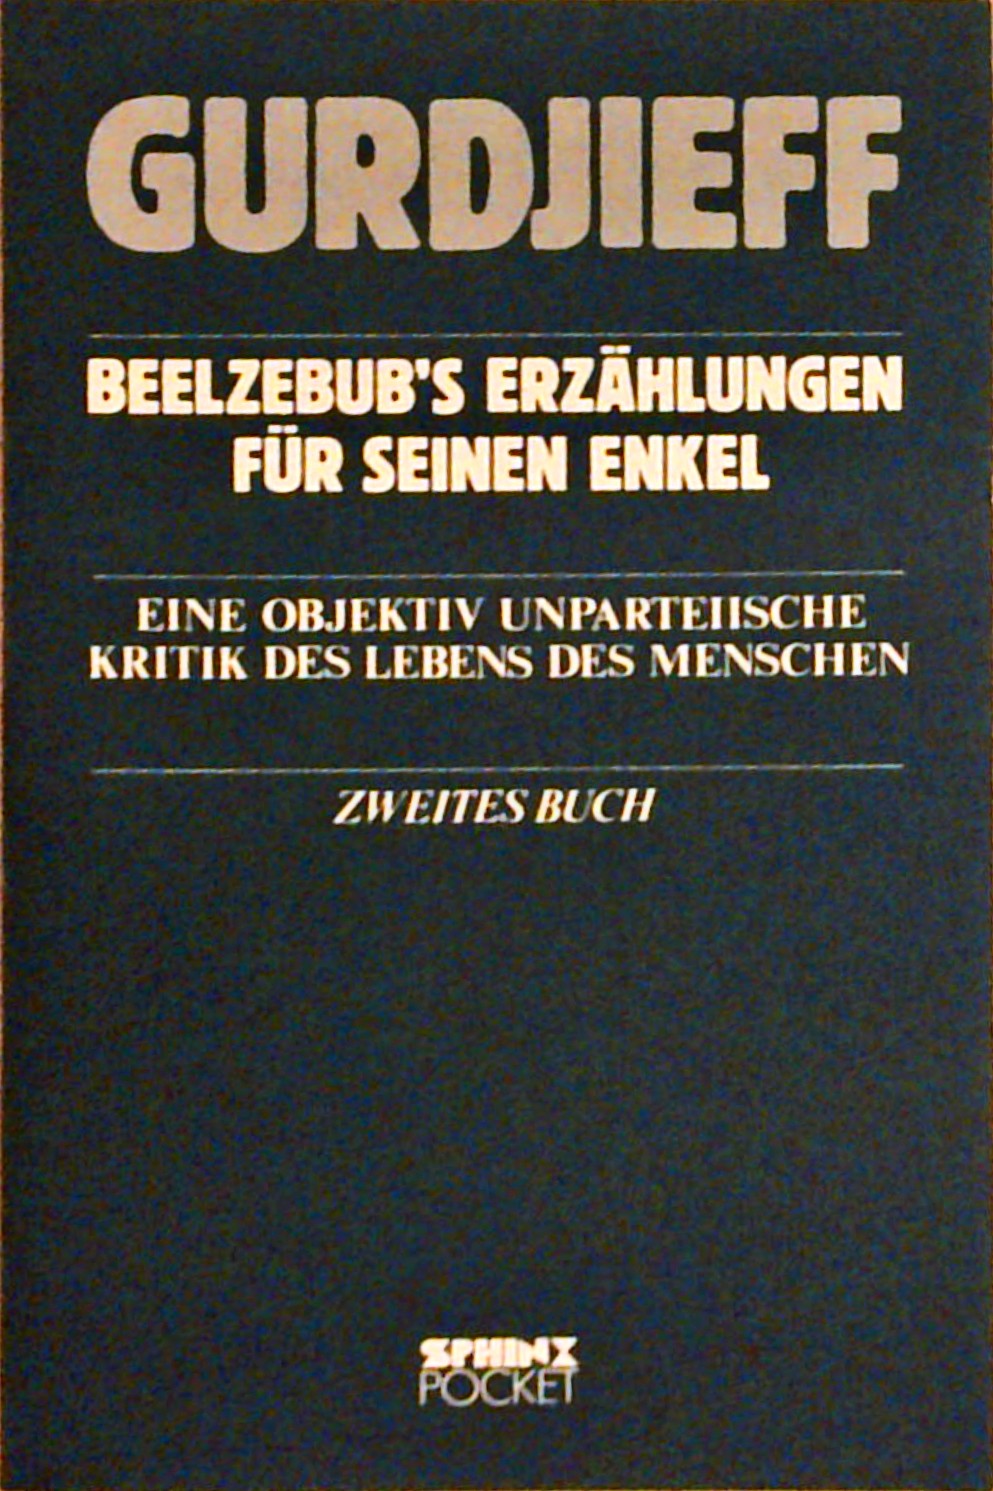 GURDJIEFF
BEELZEBUB'S ERZÄHLUNGEN
FÜR SEINEN ENKEL
EINE OBJEKTIV UNPARTEIISCHE
KRITIK DES LEBENS DES MENSCHEN
ZWEITES BUCH
SPHINX
POCKET